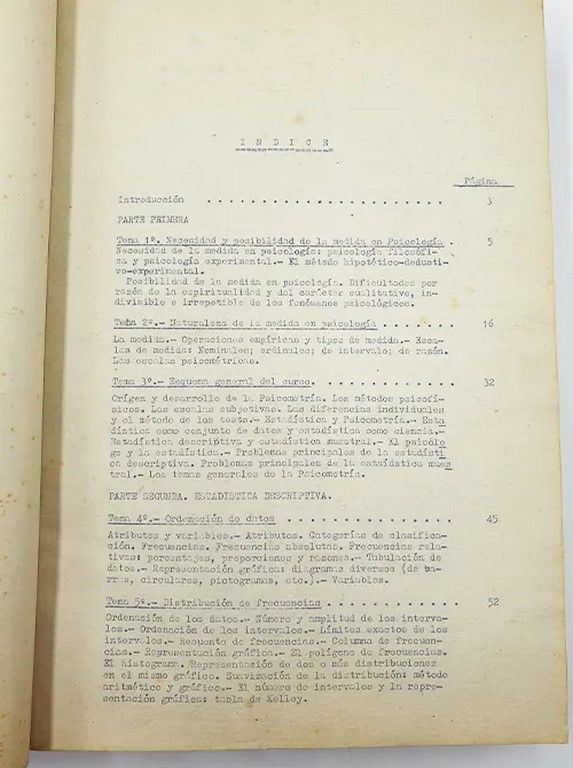 I N D I C E
Página
Introducción . . . . . . . . . . . . . . . . . . . . . 3
PARTE PRIMERA
Tema 1º. Necesidad y posibilidad de la medida en Psicología . 5
Necesidad de la medida en psicología: psicología filosófi-
ca y psicología experimental.- El método hipotético-deducti-
vo-experimental.
Posibilidad de la medida en psicología. Dificultades por
razón de la espiritualidad y del carácter cualitativo, in-
divisible e irrepetible de los fenómenos psicológicos.
Tema 2º.- Naturaleza de la medida en psicología . . . . . . . 16
La medida.- Operaciones empíricas y tipos de medida.- Esca-
las de medida: Nominales; ordinales; de intervalo; de razón.
Las escalas psicométricas.
Tema 3º.- Esquema general del curso. . . . . . . . . . . . . 32
Orígen y desarrollo de la Psicometría. Los métodos psicofí-
sicos. Las escalas subjetivas. Las diferencias individuales
y el método de los tests.- Estadística y Psicometría.- Esta
dística como conjunto de datos y estadística como ciencia.-
Estadística descriptiva y estadística muestral.- El psicólo
go y la estadística.- Problemas principales de la estadísti
ca descriptiva. Problemas principales de la estaídstica mues
tral.- Los temas generales de la Psicometría.
PARTE SEGUNDA. ESTADISTICA DESCRIPTIVA.
Tema 4º.- Ordenación de datos . . . . . . . . . . . . . . . 45
Atributos y variables.- Atributos. Categorías de clasifica-
ción. Frecuencias. Frecuencias absolutas. Frecuencias rela-
tivas: porcentajes, proporciones y razones.- Tabulación de
datos.- Representación gráfica: diagramas diversos (de ba-
rras, circulares, pictogramas, etc.).- Variables.
Tema 5º.- Distribución de frecuencias . . . . . . . . . . . . 52
Ordenación de los datos.- Número y amplitud de los interva-
los.- Ordenación de los intervalos.- Límites exactos de los
intervalos.- Recuento de frecuencias.- Columna de frecuen-
cias.- Representación gráfica.- El polígono de frecuencias.
El histograma. Representación de dos o más distribuciones
en el mismo gráfico. Suavización de la distribución: método
aritmético y gráfico.- El número de intervalos y la repre-
sentación gráfica: tabla de Kelley.